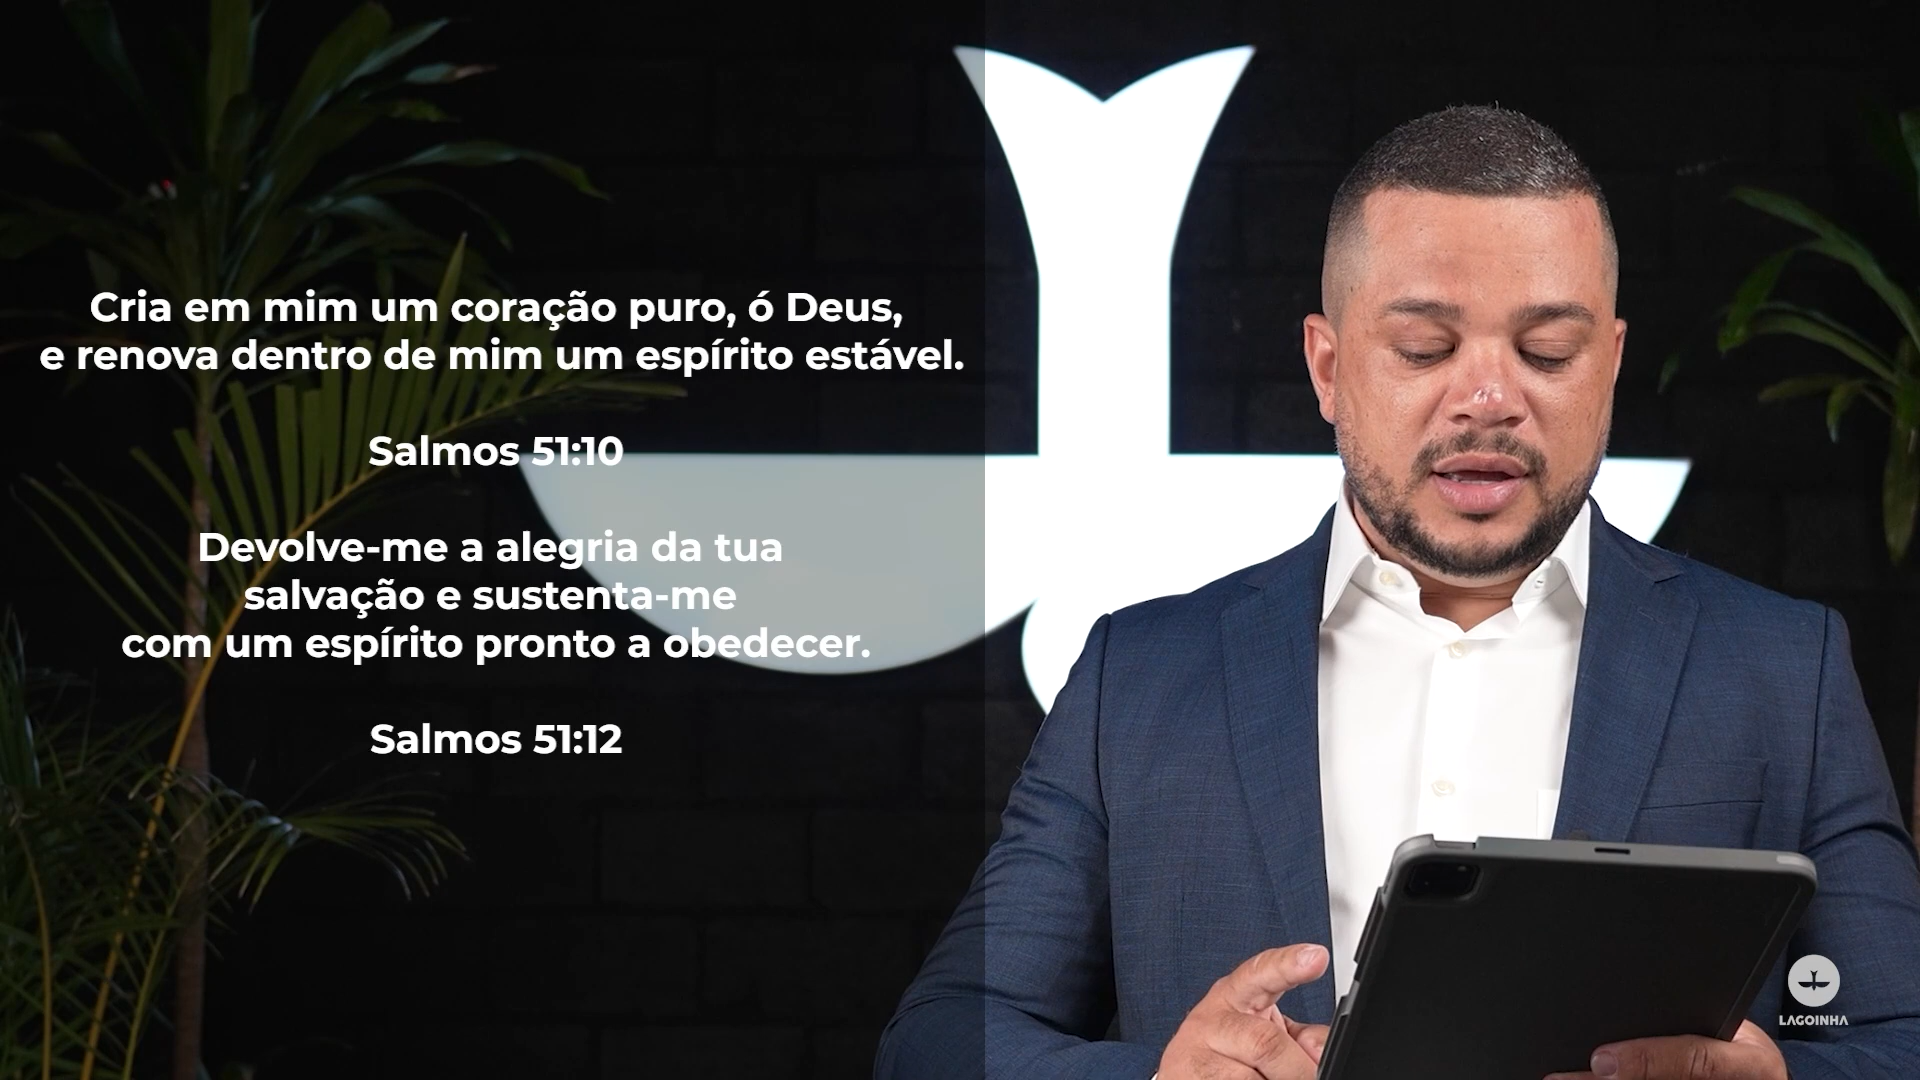 Cria em mim um coração puro, ó Deus,
e renova dentro de mim um espírito estável.
Salmos 51:10
Devolve-me a alegria da tua
salvação e sustenta-me
com um espírito pronto a obedecer.
Salmos 51:12
LAGOINHA